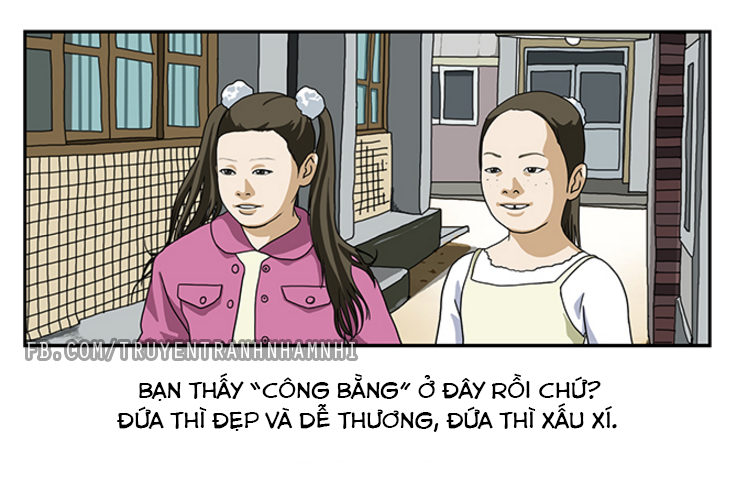 FB.COM/TRUYENTRANHNHAMNHI
BẠN THẤY "CÔNG BẰNG" Ở ĐÂY RỒI CHỨ?
ĐỨA THÌ ĐẸP VÀ DỄ THƯƠNG, ĐỨA THÌ XẤU XÍ.